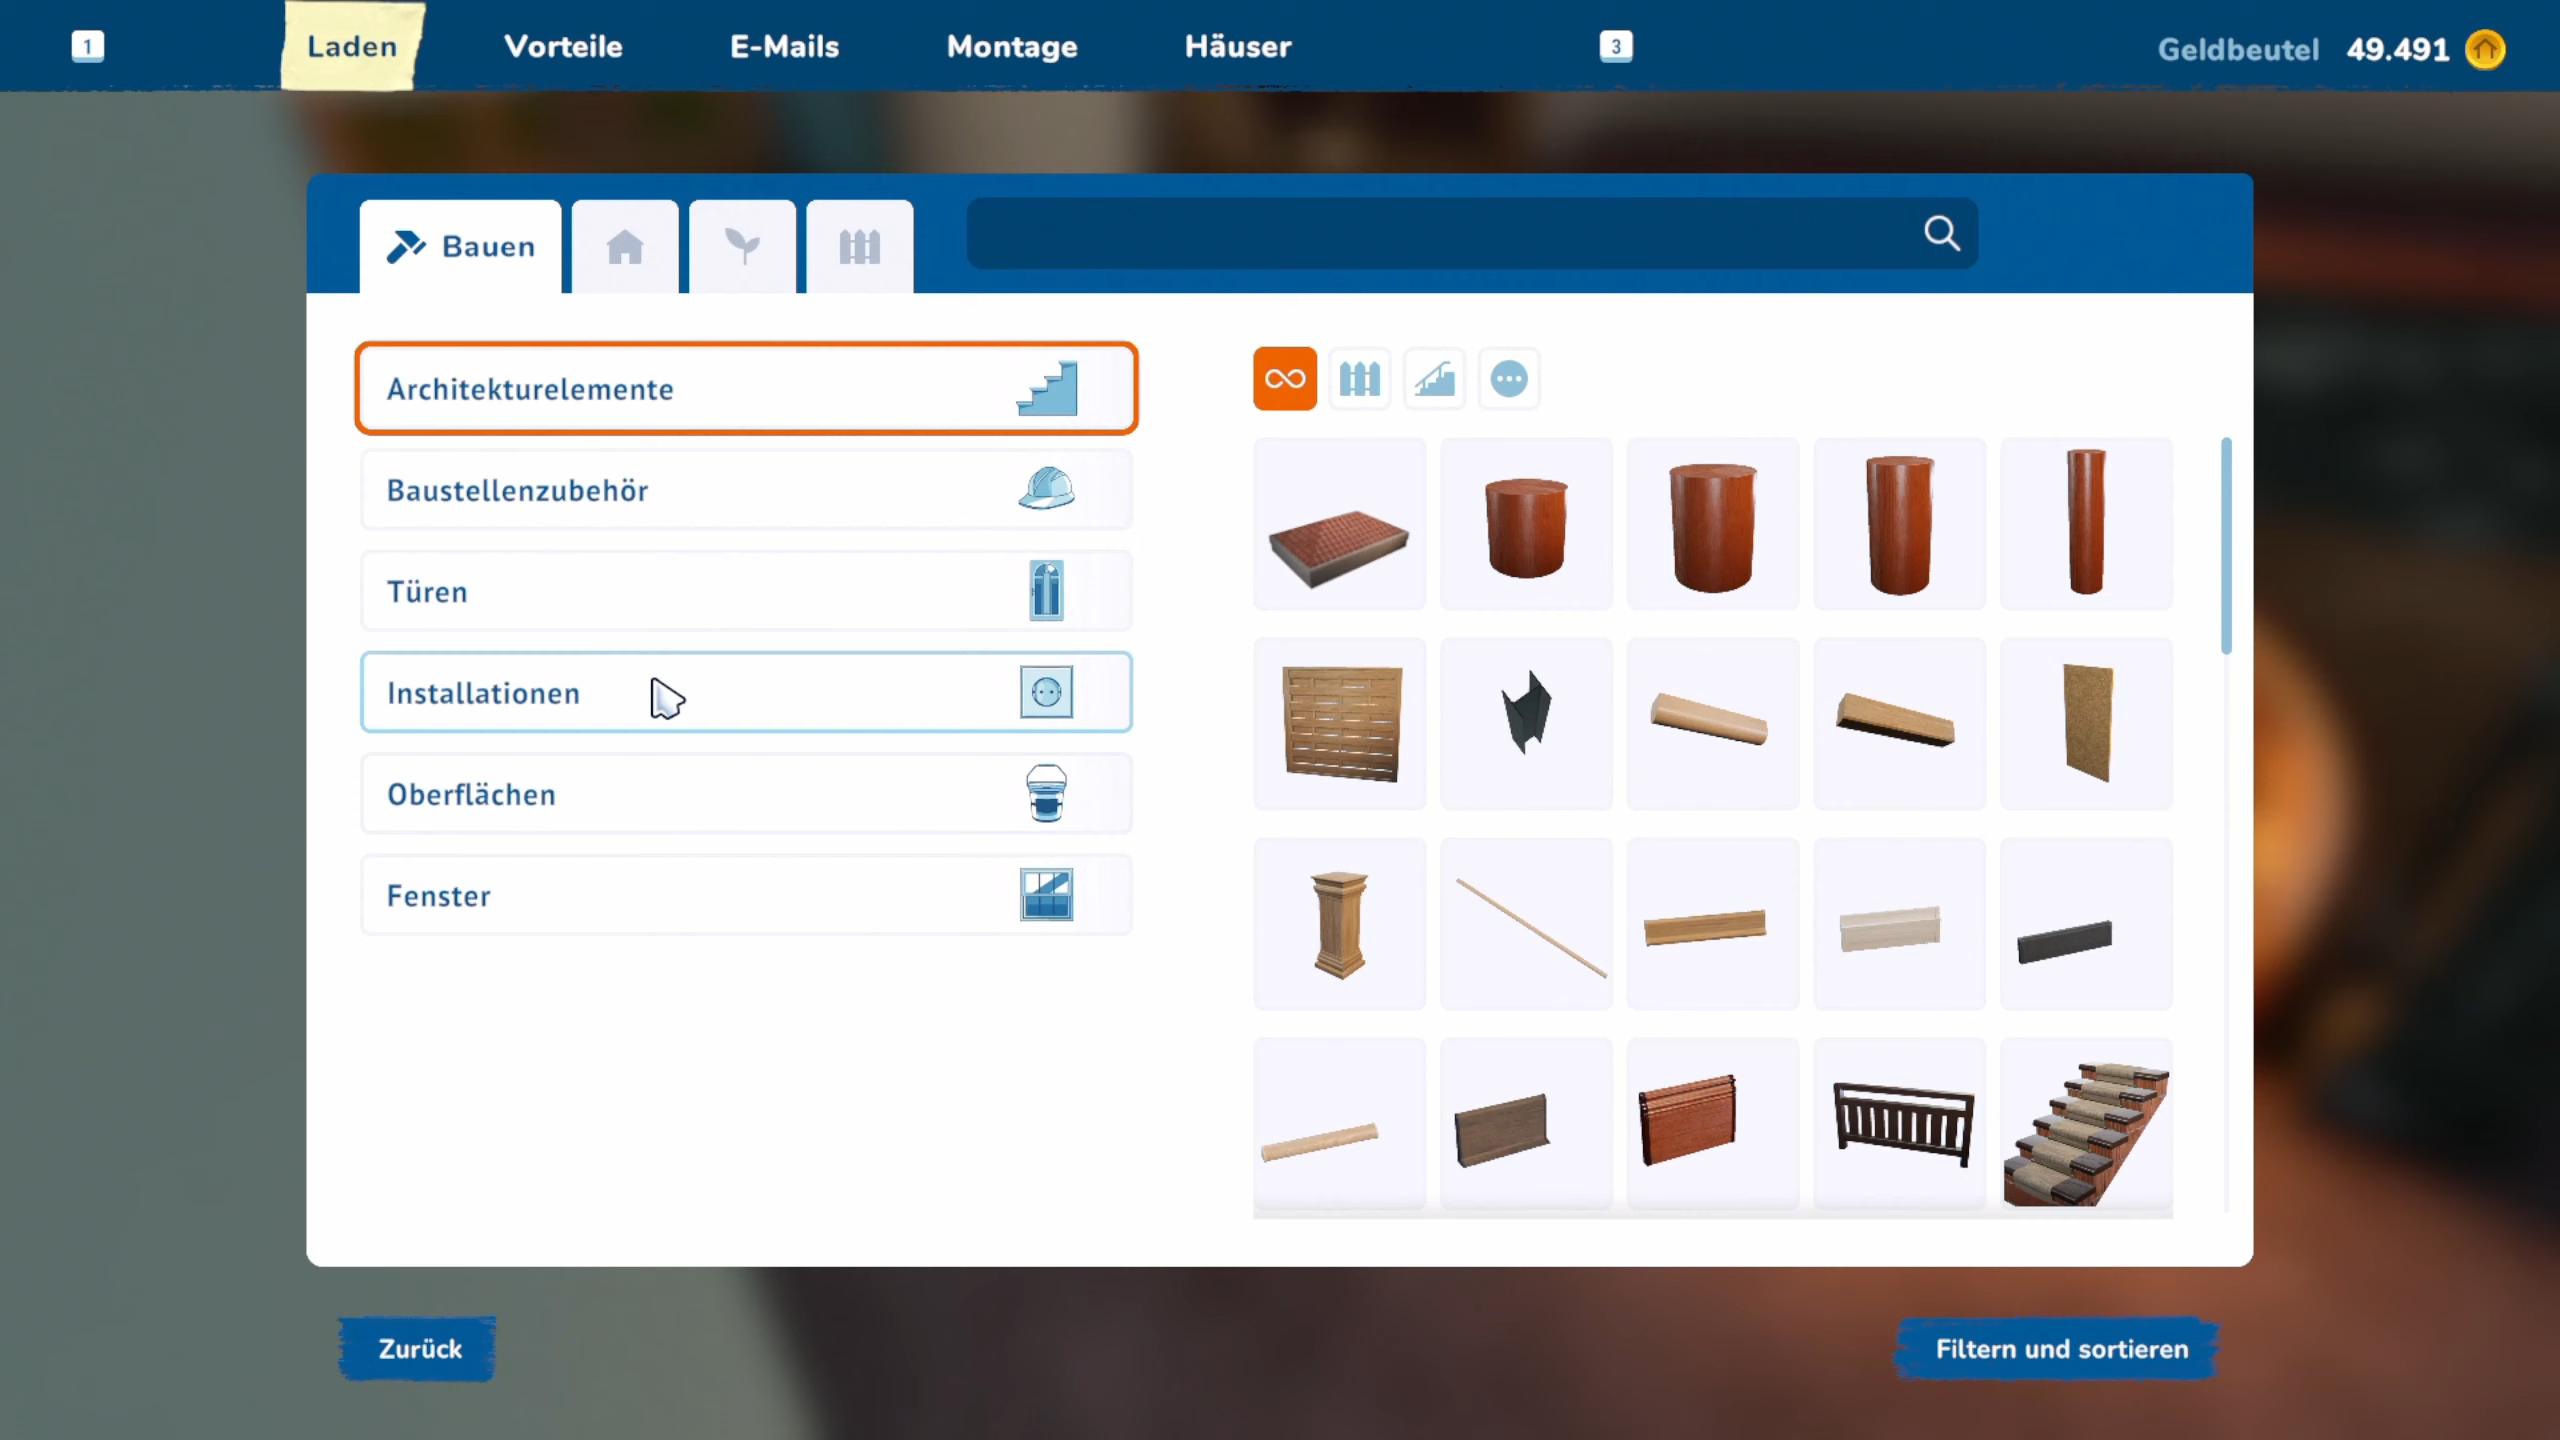 1
Laden
Vorteile
E-Mails
Montage
Häuser
3
Geldbeutel 49.491
Bauen
Architekturelemente
Baustellenzubehör
Türen
Installationen
Oberflächen
Fenster
Zurück
Filtern und sortieren